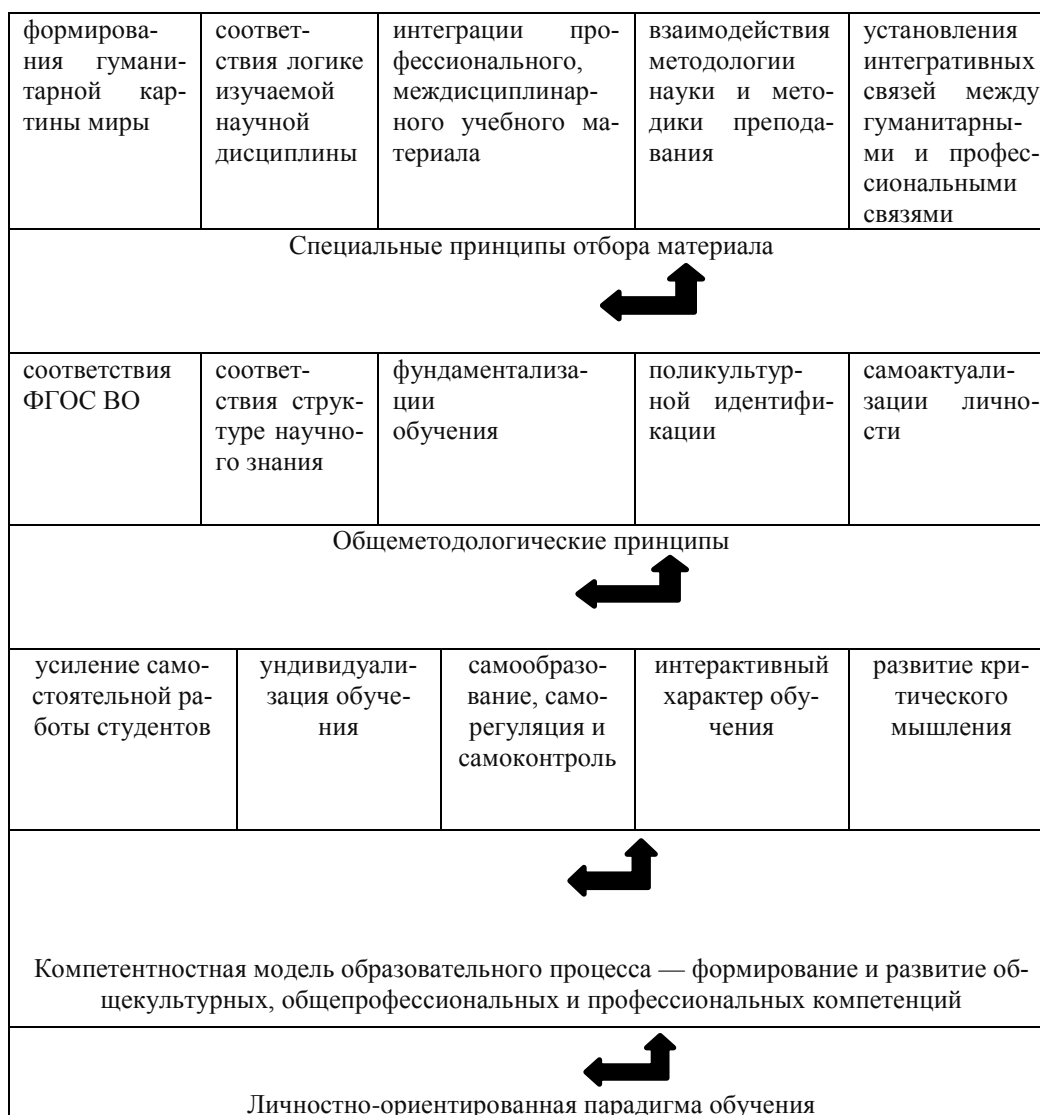 формирова-
ния гумани-
тарной кар-
тины миры
соответ-
ствия логике
изучаемой
научной
дисциплины
интеграции про-
фессионального,
междисциплинар-
ного учебного ма-
териала
взаимодействия
методологии
науки и мето-
дики препода-
вания
установления
интегративных
связей между
гуманитарны-
ми и профес-
сиональными
связями
Специальные принципы отбора материала
соответствия
ФГОС ВО
соответ-
ствия струк-
туре научно-
го знания
фундаментализа-
ции
обучения
поликультур-
ной идентифи-
кации
самоактуали-
зации лично-
сти
Общеметодологические принципы
усиление само-
стоятельной ра-
боты студентов
ундивидуали-
зация обуче-
ния
самообразо-
вание, само-
регуляция и
самоконтроль
интерактивный
характер обу-
чения
развитие кри-
тического
мышления
Компетентностная модель образовательного процесса — формирование и развитие об-
щекультурных, общепрофессиональных и профессиональных компетенций
Личностно-ориентированная парадигма обучения